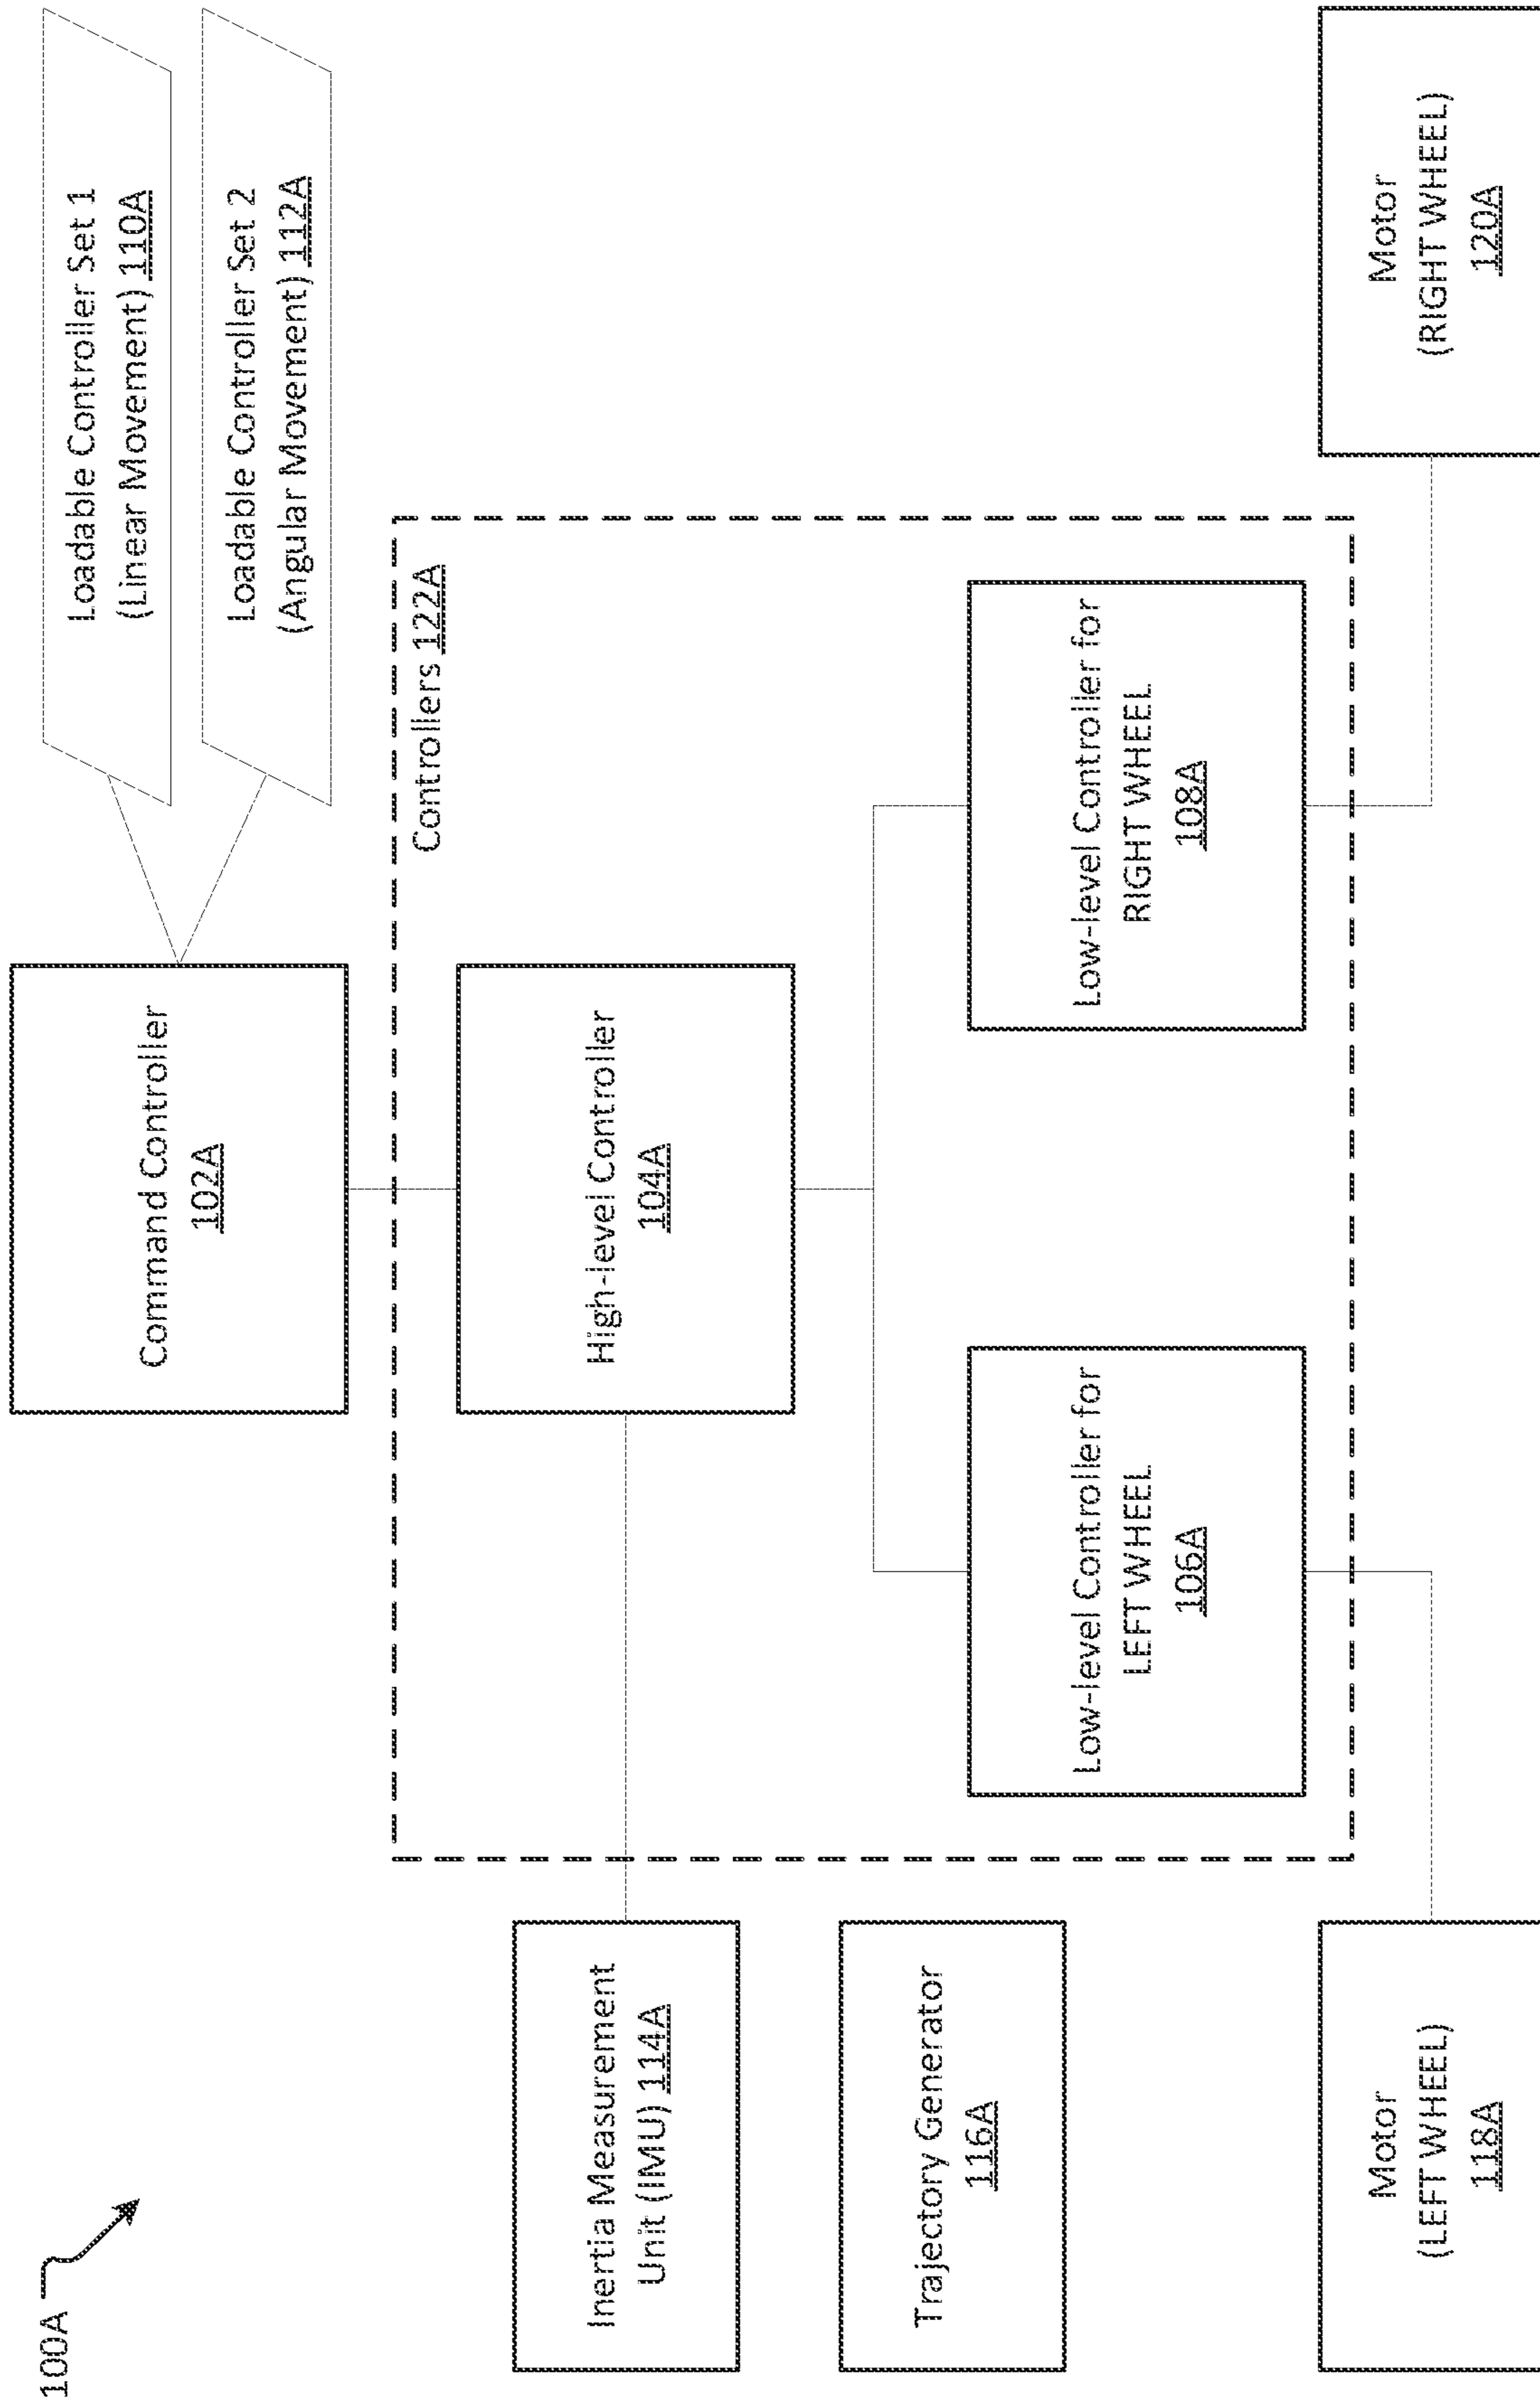 100A
Command Controller
102A
Loadable Controller Set 1
(Linear Movement) 110A
Loadable Controller Set 2
(Angular Movement) 112A
Controllers 122A
Inertia Measurement
Unit (IMU) 114A
High-level Controller
104A
Trajectory Generator
116A
Low-level Controller for
LEFT WHEEL
106A
Low-level Controller for
RIGHT WHEEL
108A
Motor
(LEFT WHEEL)
118A
Motor
(RIGHT WHEEL)
120A